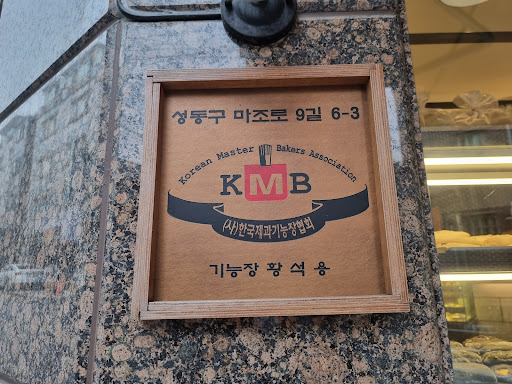 성동구 마조로 9길 6-3
Korean Master Bakers Association
KMB
(사)한국제과기능장협회
기능장 황석용